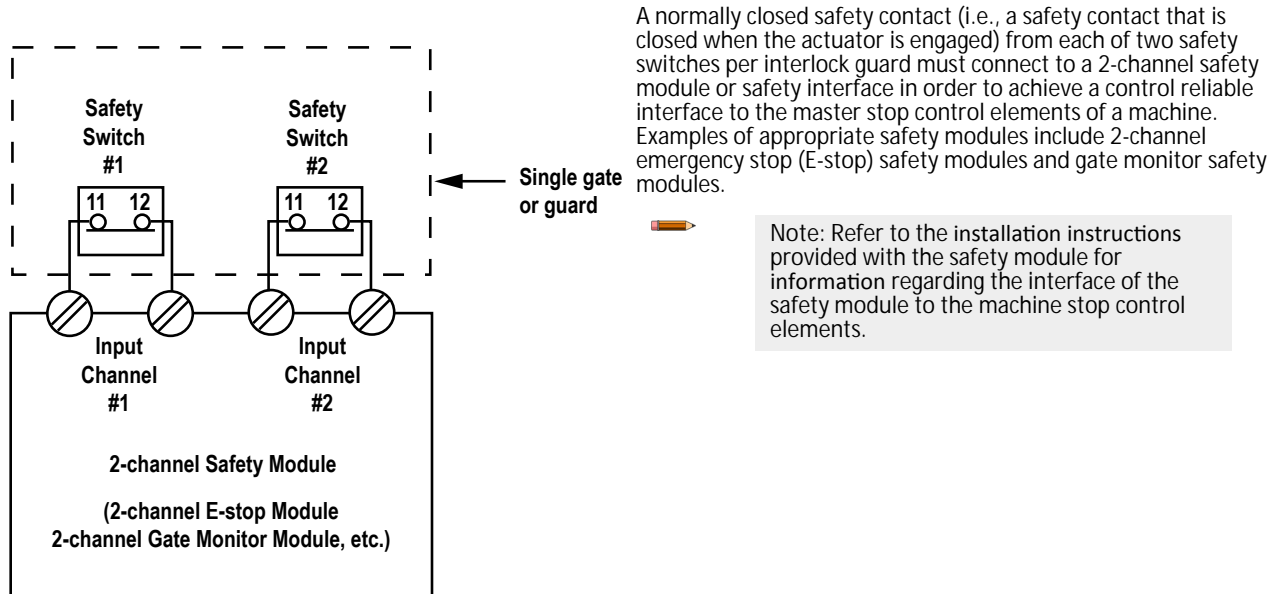 A normally closed safety contact (i.e., a safety contact that is
closed when the actuator is engaged) from each of two safety
switches per interlock guard must connect to a 2-channel safety
module or safety interface in order to achieve a control reliable
interface to the master stop control elements of a machine.
Examples of appropriate safety modules include 2-channel
emergency stop (E-stop) safety modules and gate monitor safety
modules.
Note: Refer to the installation instructions
provided with the safety module for
information regarding the interface of the
safety module to the machine stop control
elements.
Safety
Switch
#1
Safety
Switch
#2
11 12
11 12
Single gate
or guard
Input
Channel
#1
Input
Channel
#2
2-channel Safety Module
(2-channel E-stop Module
2-channel Gate Monitor Module, etc.)